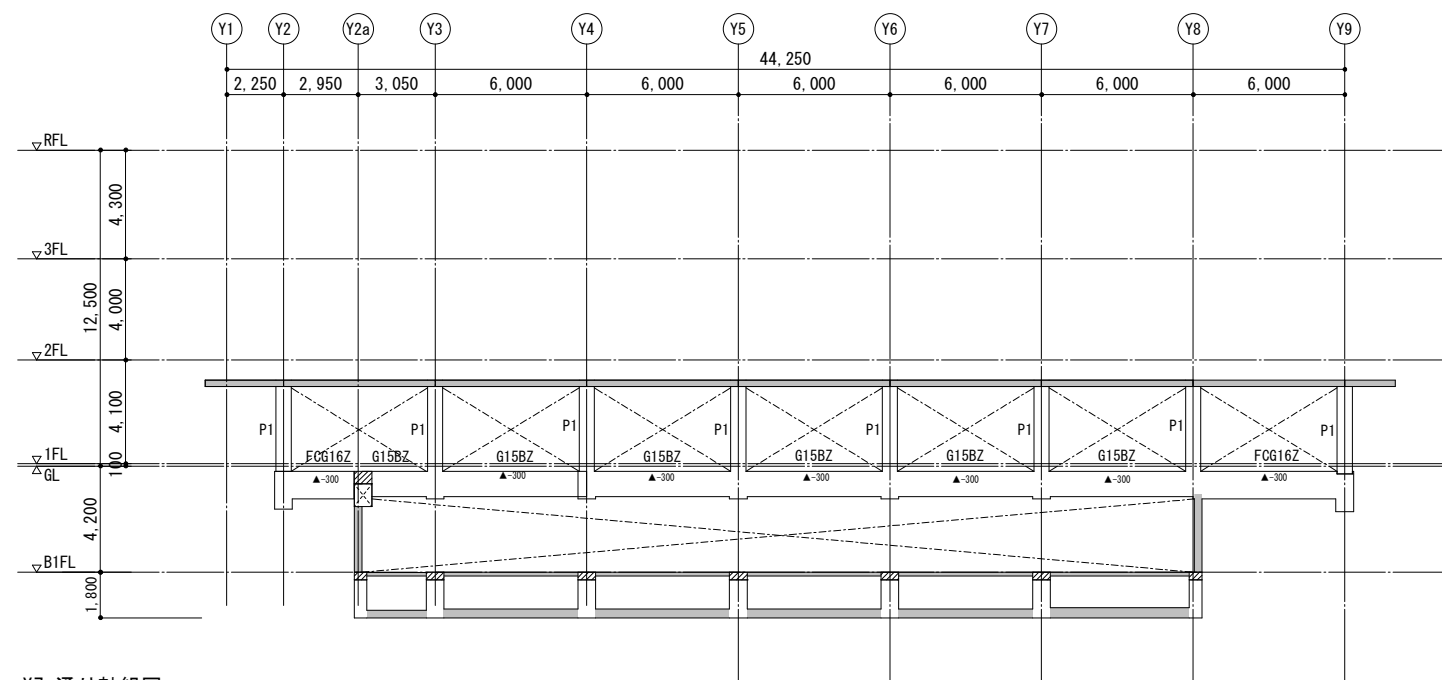 Y1 Y2 Y2a Y3 Y4 Y5 Y6 Y7 Y8 Y9
44,250
2,250 2,950 3,050 6,000 6,000 6,000 6,000 6,000 6,000
RFL
4,300
3FL
12,500
4,000
2FL
4,100
P1 P1 P1 P1 P1 P1 P1 P1
1FL
FCG16Z G15BZ G15BZ G15BZ G15BZ G15BZ G15BZ FCG16Z
100
GL
▲-300 ▲-300 ▲-300 ▲-300 ▲-300 ▲-300 ▲-300
4,200
B1FL
1,800